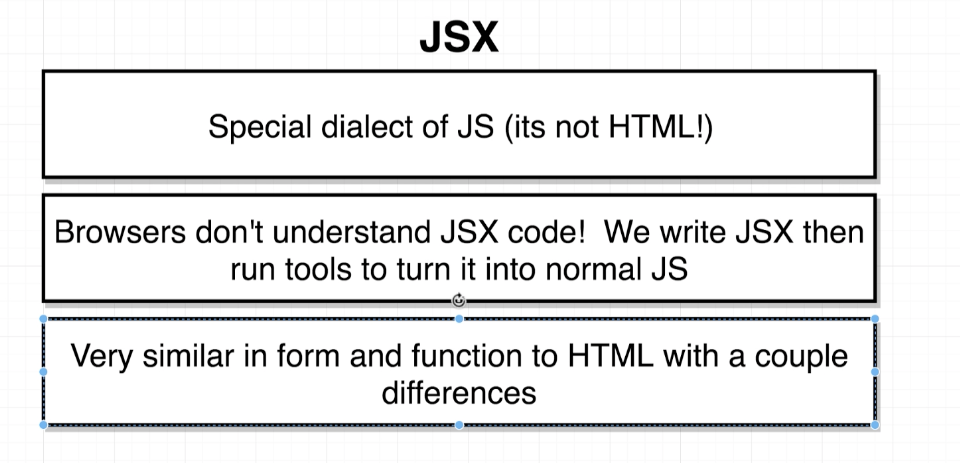 JSX
Special dialect of JS (its not HTML!)
Browsers don't understand JSX code!  We write JSX then
run tools to turn it into normal JS
Very similar in form and function to HTML with a couple
differences